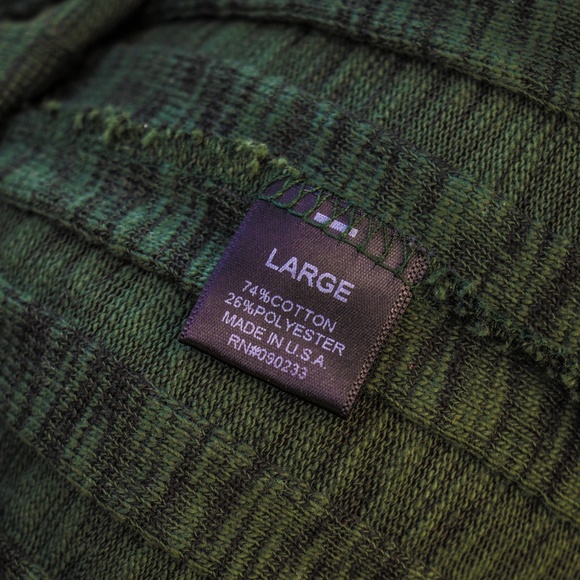 LARGE
74%COTTON
26%POLYESTER
MADE IN U.S.A.
RN#090233